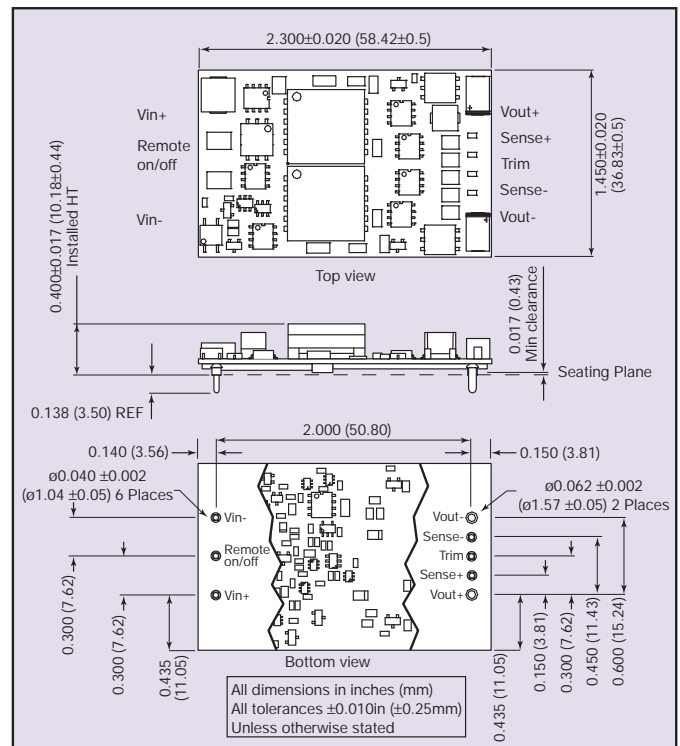 2.300±0.020 (58.42±0.5)
Vin+
Remote
on/off
Vin-
Vout+
Sense+
Trim
Sense-
Vout-
1.450±0.020
(36.83±0.5)
Top view
0.400±0.017 (10.18±0.44)
Installed HT
0.017 (0.43)
Min clearance
Seating Plane
0.138 (3.50) REF
2.000 (50.80)
0.140 (3.56)
0.150 (3.81)
ø0.040 ±0.002
(ø1.04 ±0.05) 6 Places
ø0.062 ±0.002
(ø1.57 ±0.05) 2 Places
Vin-
Remote
on/off
Vin+
Vout-
Sense-
Trim
Sense+
Vout+
0.300 (7.62)
0.300 (7.62)
0.435
(11.05)
0.435 (11.05)
0.150 (3.81)
0.300 (7.62)
0.450 (11.43)
0.600 (15.24)
Bottom view
All dimensions in inches (mm)
All tolerances ±0.010in (±0.25mm)
Unless otherwise stated